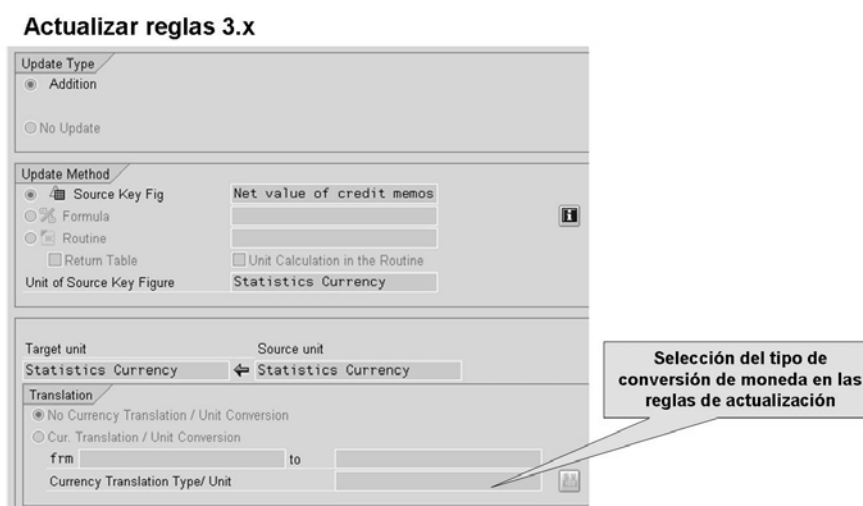 Actualizar reglas 3.x
Update Type
Addition
No Update
Update Method
Source Key Fig Net value of credit memos
Formula
Routine
Return Table Unit Calculation in the Routine
Unit of Source Key Figure Statistics Currency
Target unit Source unit
Statistics Currency Statistics Currency
Translation
No Currency Translation / Unit Conversion
Cur. Translation / Unit Conversion
frm to
Currency Translation Type/ Unit
Selección del tipo de
conversión de moneda en las
reglas de actualización